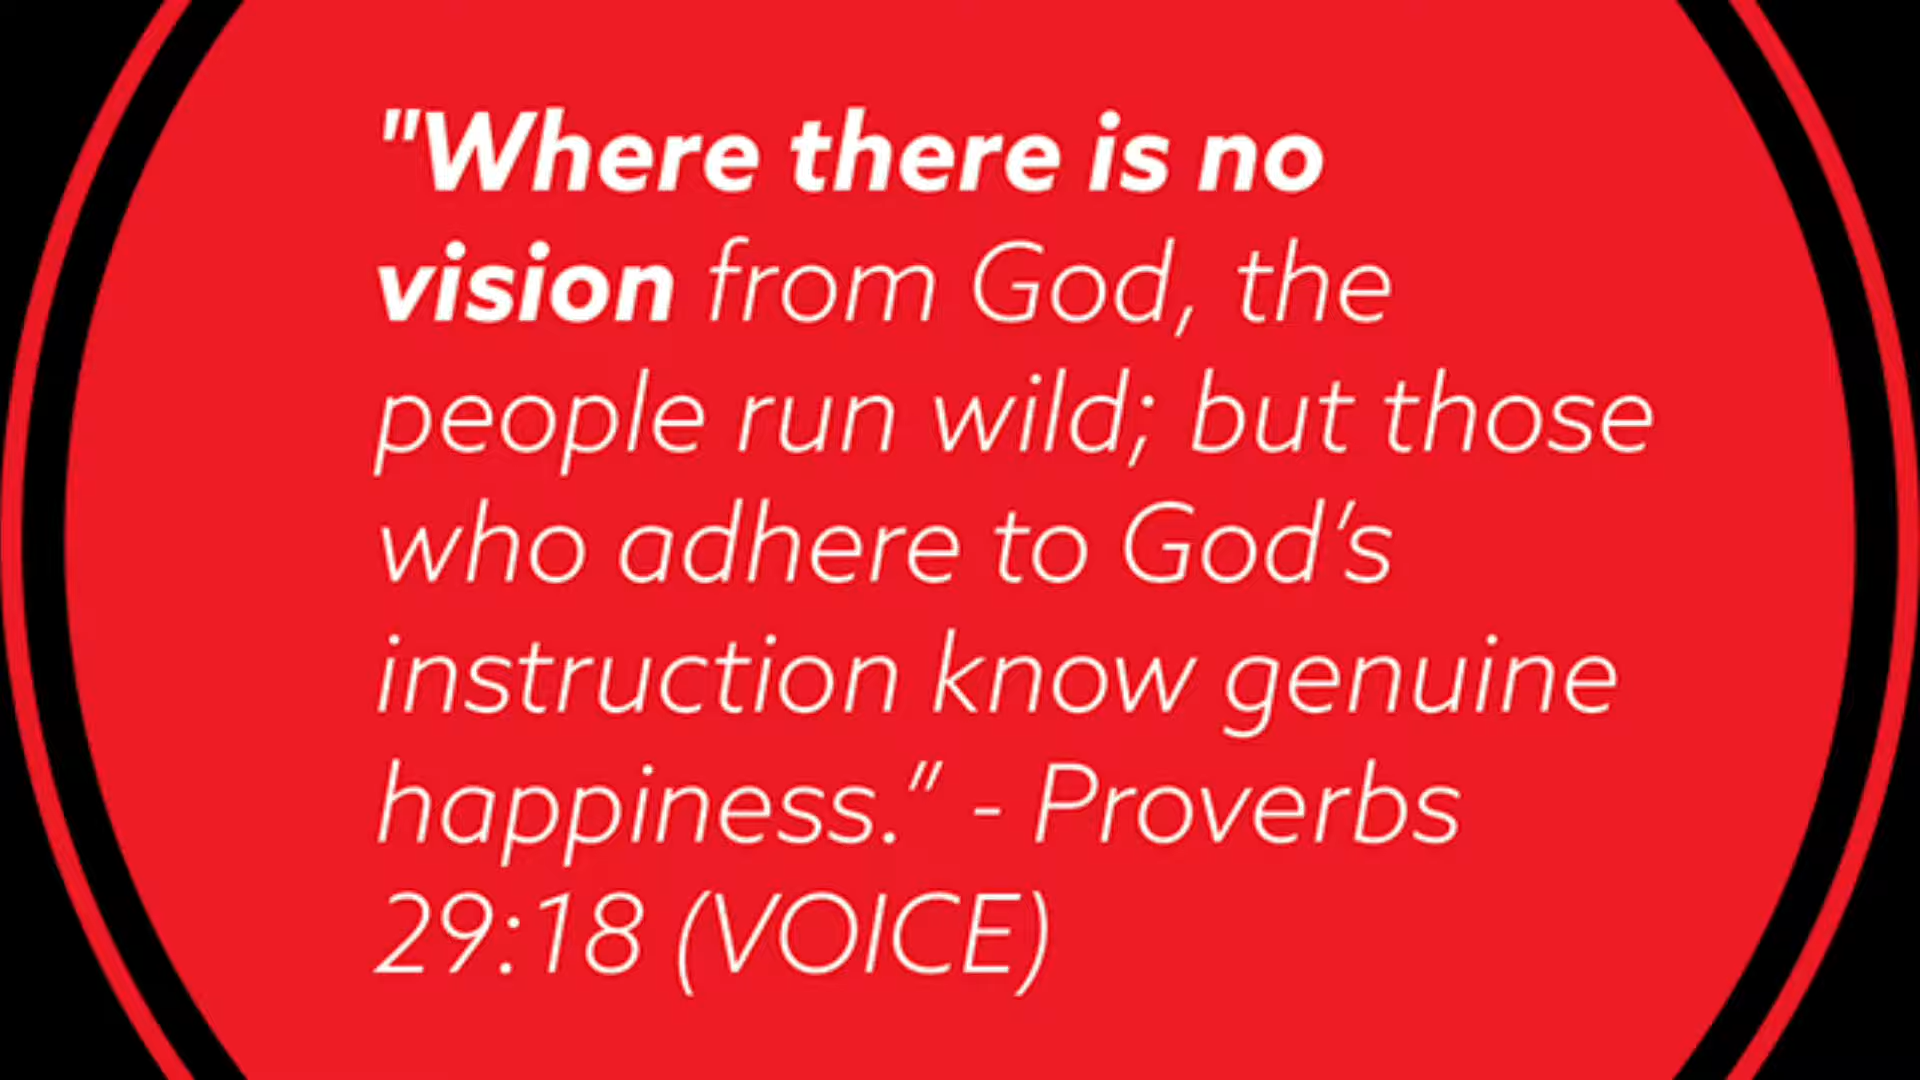 "Where there is no
vision from God, the
people run wild; but those
who adhere to God’s
instruction know genuine
happiness.” - Proverbs
29:18 (VOICE)